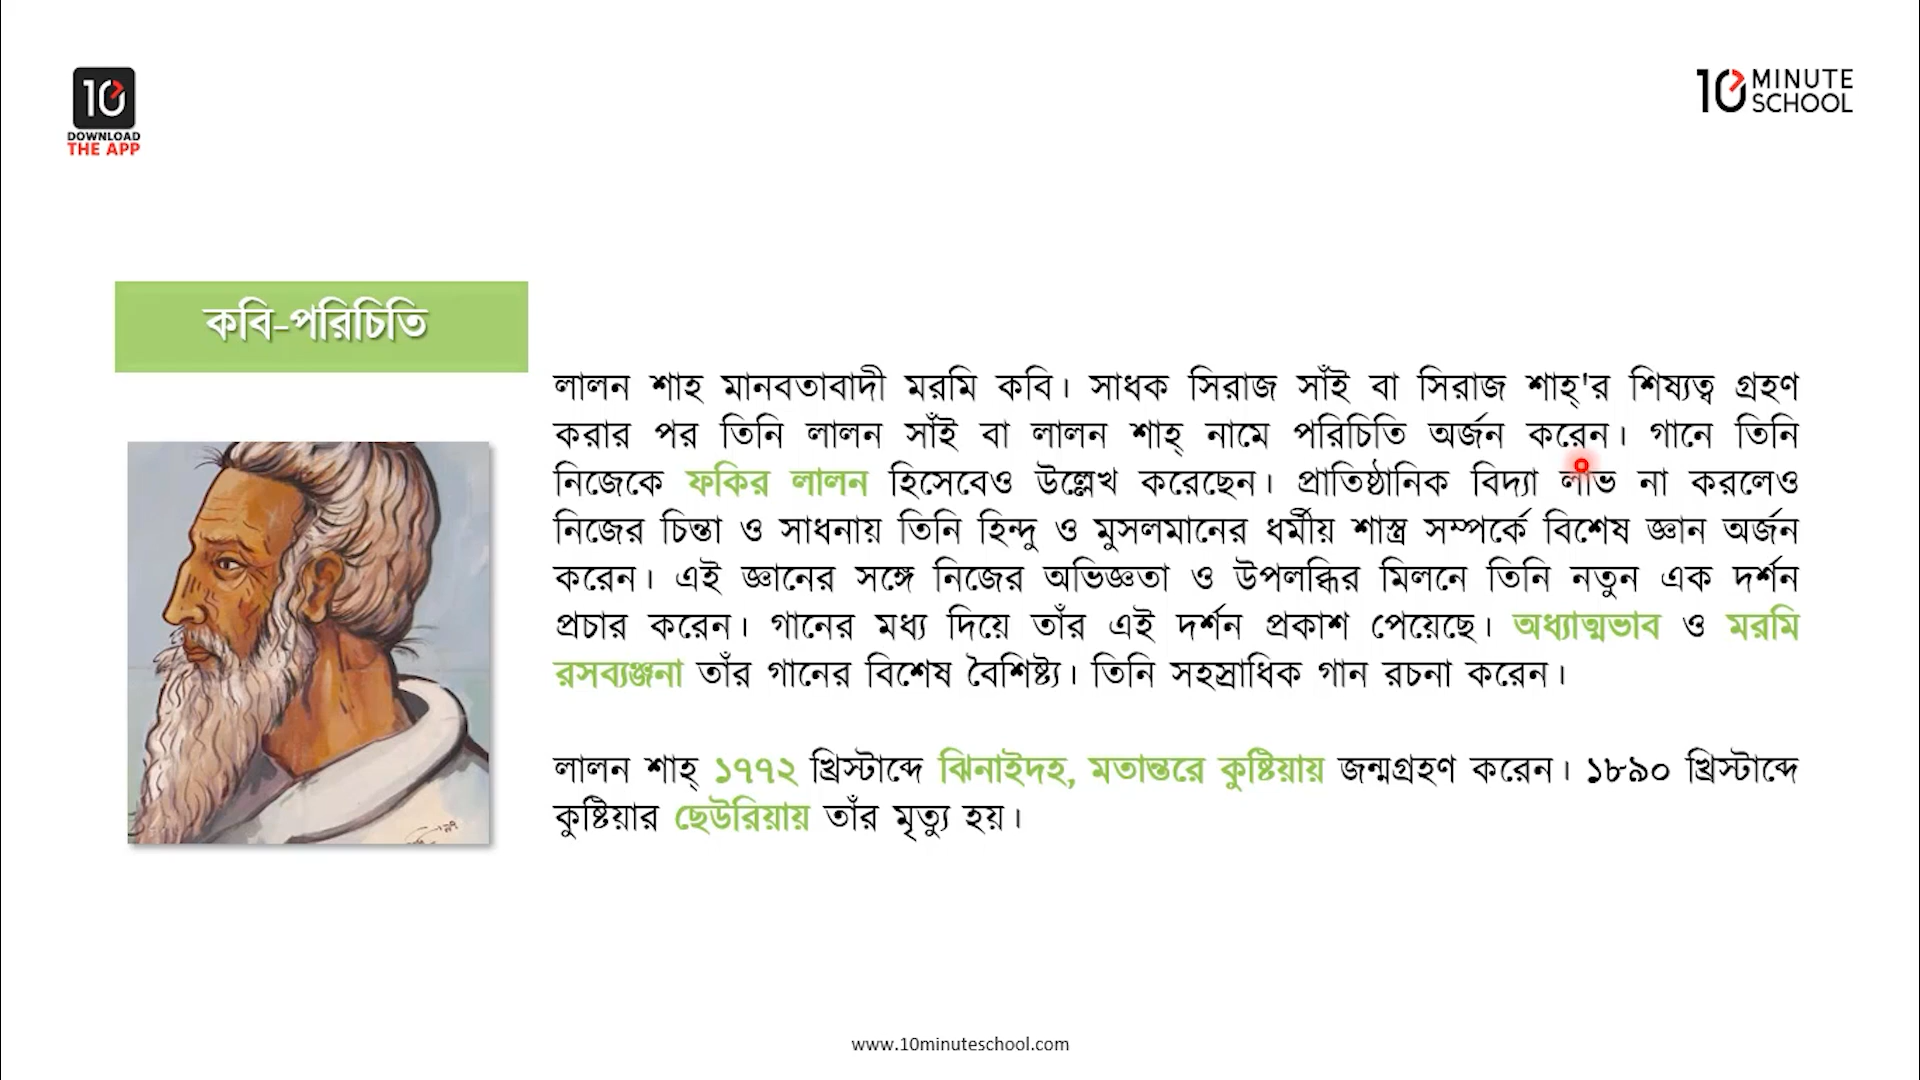 10
DOWNLOAD
THE APP
10 MINUTE
SCHOOL
কবি-পরিচিতি
লালন শাহ মানবতাবাদী মরমি কবি। সাধক সিরাজ সাঁই বা সিরাজ শাহ্'র শিষ্যত্ব গ্রহণ
করার পর তিনি লালন সাঁই বা লালন শাহ্ নামে পরিচিতি অর্জন করেন। গানে তিনি
নিজেকে ফকির লালন হিসেবেও উল্লেখ করেছেন। প্রাতিষ্ঠানিক বিদ্যা লাভ না করলেও
নিজের চিন্তা ও সাধনায় তিনি হিন্দু ও মুসলমানের ধর্মীয় শাস্ত্র সম্পর্কে বিশেষ জ্ঞান অর্জন
করেন। এই জ্ঞানের সঙ্গে নিজের অভিজ্ঞতা ও উপলব্ধির মিলনে তিনি নতুন এক দর্শন
প্রচার করেন। গানের মধ্য দিয়ে তাঁর এই দর্শন প্রকাশ পেয়েছে। অধ্যাত্মভাব ও মরমি
রসব্যঞ্জনা তাঁর গানের বিশেষ বৈশিষ্ট্য। তিনি সহস্রাধিক গান রচনা করেন।
লালন শাহ্ ১৭৭২ খ্রিস্টাব্দে ঝিনাইদহ, মতান্তরে কুষ্টিয়ায় জন্মগ্রহণ করেন। ১৮৯০ খ্রিস্টাব্দে
কুষ্টিয়ার ছেউরিয়ায় তাঁর মৃত্যু হয়।
www.10minuteschool.com